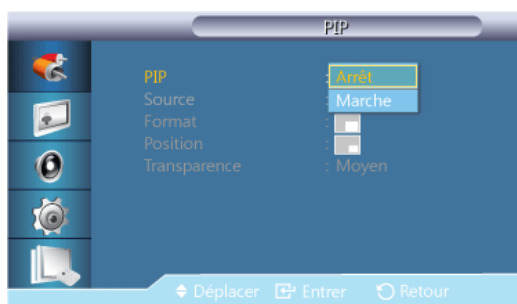 PIP
PIP : Arrêt
Source : Marche
Format :
Position :
Transparence : Moyen
Déplacer Entrer Retour